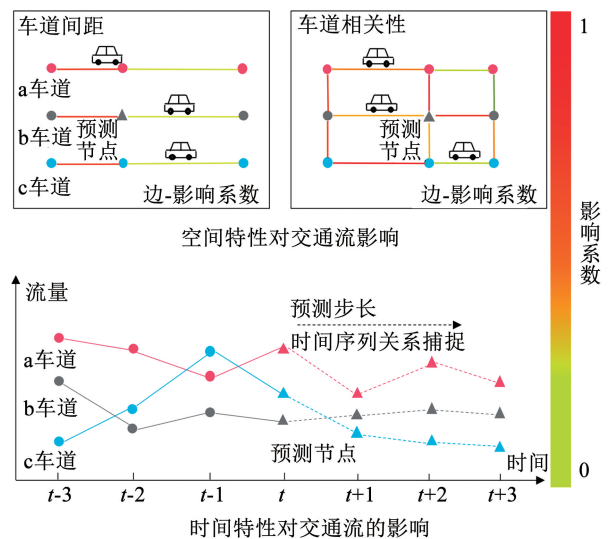 车道间距
a车道
b车道
预测
节点
c车道
边-影响系数
车道相关性
预测
节点
边-影响系数
空间特性对交通流影响
1
影响系数
0
流量
预测步长
时间序列关系捕捉
a车道
b车道
c车道
预测节点
时间
t-3 t-2 t-1 t t+1 t+2 t+3
时间特性对交通流的影响